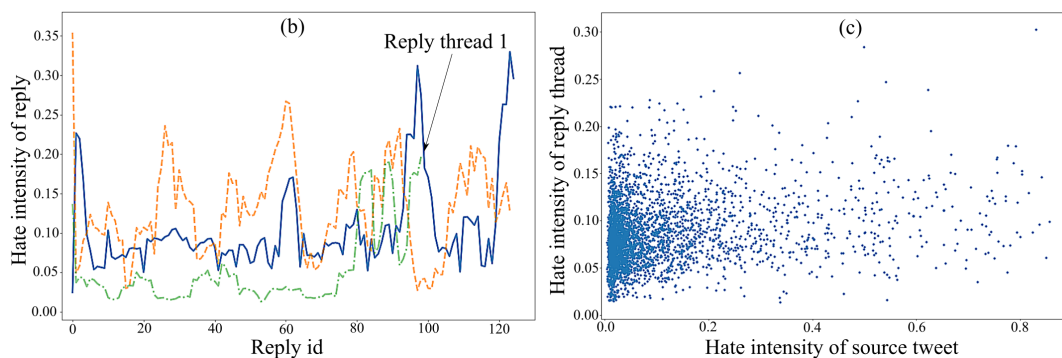 (b)
Reply thread 1
Hate intensity of reply
0.35
0.30
0.25
0.20
0.15
0.10
0.05
0.00
0 20 40 60 80 100 120
Reply id
(c)
Hate intensity of reply thread
0.30
0.25
0.20
0.15
0.10
0.05
0.00
0.0 0.2 0.4 0.6 0.8
Hate intensity of source tweet